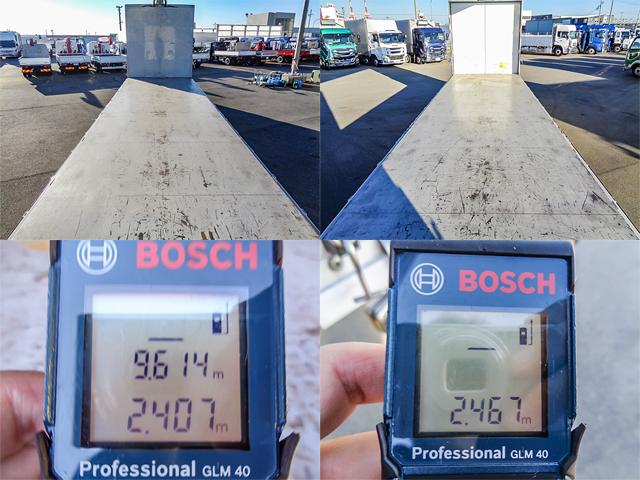 BOSCH
9.614m
2.407m
Professional GLM 40
BOSCH
2.467m
Professional GLM 40